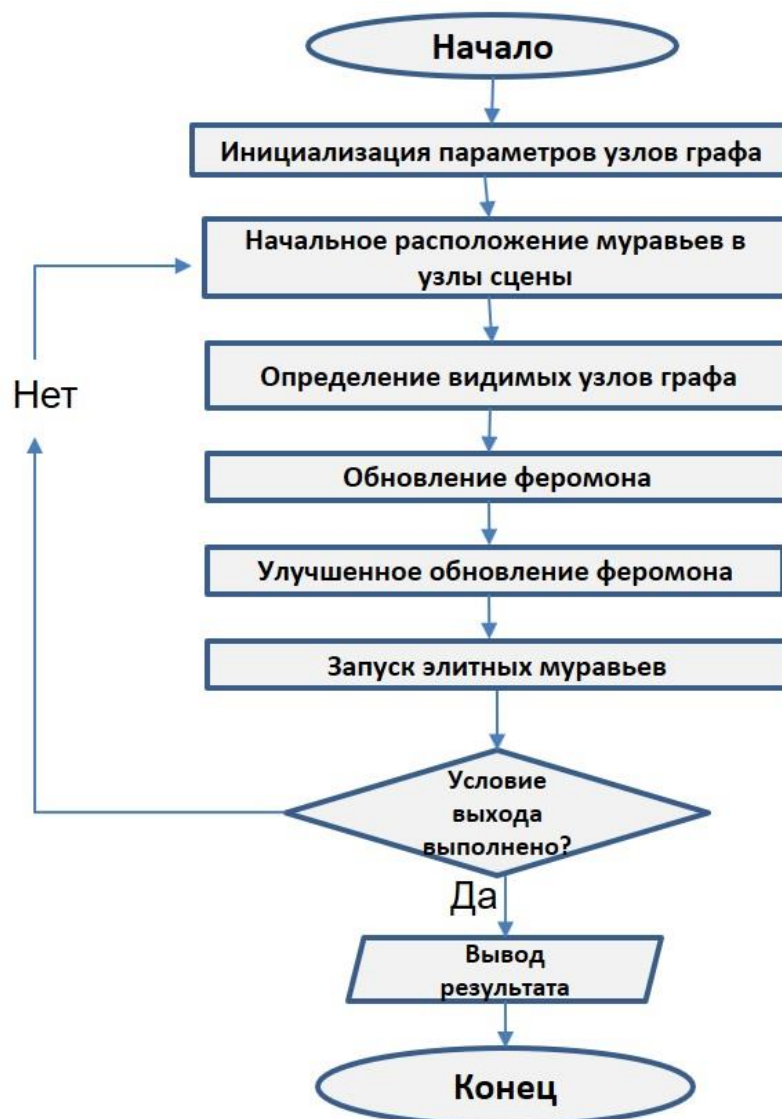 Начало
Инициализация параметров узлов графа
Начальное расположение муравьев в
узлы сцены
Определение видимых узлов графа
Нет
Обновление феромона
Улучшенное обновление феромона
Запуск элитных муравьев
Условие
выхода
выполнено?
Да
Вывод
результата
Конец